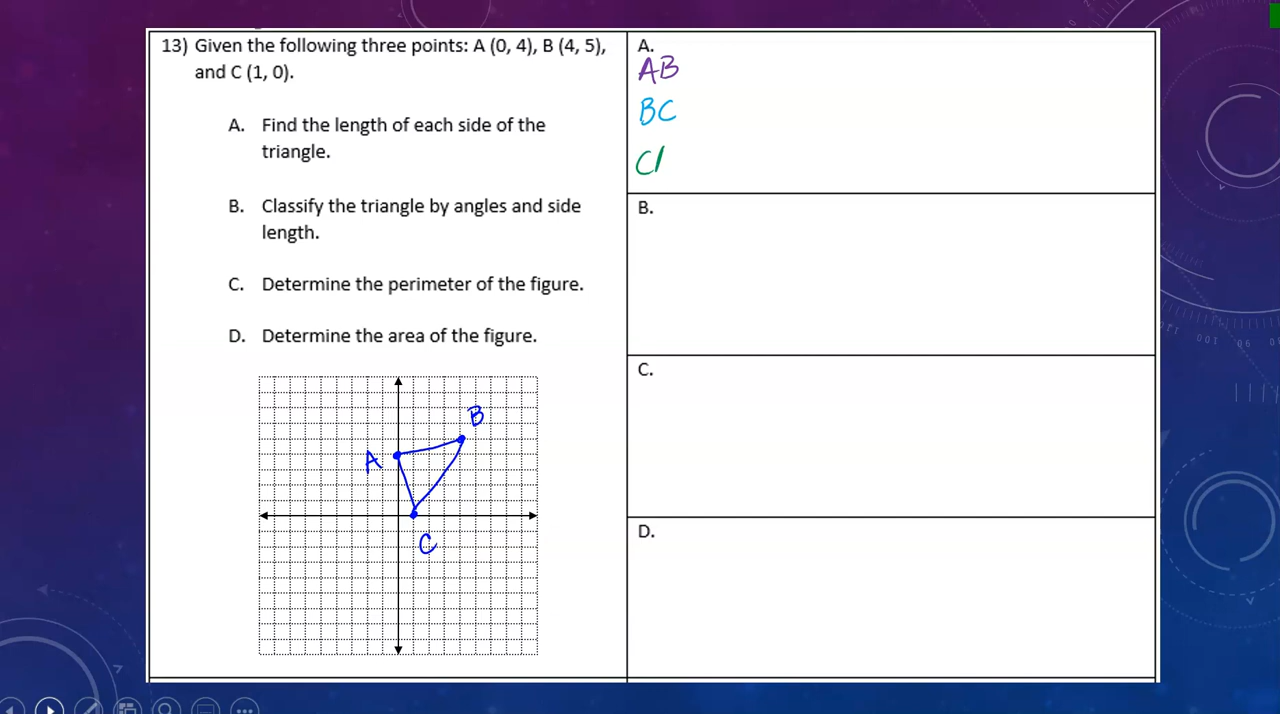 13) Given the following three points: A (0, 4), B (4, 5),
and C (1, 0).
A. Find the length of each side of the
triangle.
B. Classify the triangle by angles and side
length.
C. Determine the perimeter of the figure.
D. Determine the area of the figure.
B
A
C
A.
AB
BC
B.
C.
D.